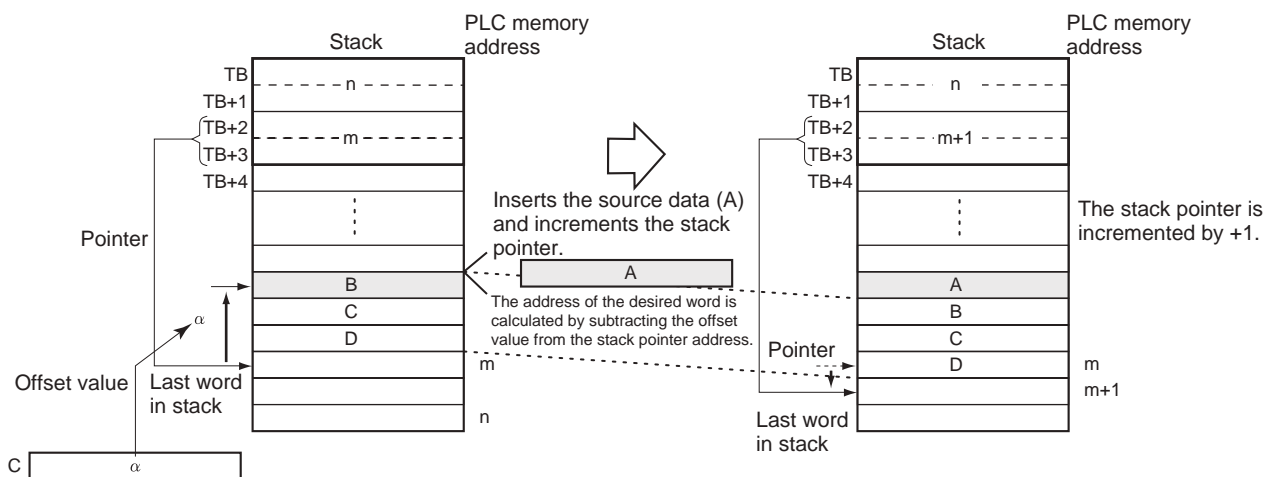 PLC memory
address
Stack
TB
n
TB+1
TB+2
m
TB+3
TB+4
Pointer
B
C
D
α
m
Offset value
Last word
in stack
n
C
α
Inserts the source data (A)
and increments the stack
pointer.
A
The address of the desired word is
calculated by subtracting the offset
value from the stack pointer address.
PLC memory
address
Stack
TB
n
TB+1
TB+2
m+1
TB+3
TB+4
The stack pointer is
incremented by +1.
A
B
C
Pointer
D
m
m+1
Last word
in stack